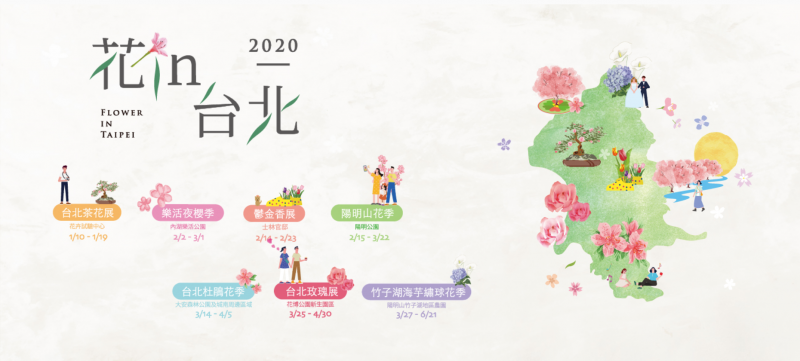 花in台北
2020
FLOWER
IN
TAIPEI
台北茶花展
花卉試驗中心
1/10 - 1/19
樂活夜櫻季
內湖樂活公園
2/2 - 3/1
鬱金香展
士林官邸
2/14 - 2/23
陽明山花季
陽明公園
2/15 - 3/22
台北杜鵑花季
大安森林公園及城南周邊區域
3/14 - 4/5
台北玫瑰展
花博公園新生園區
3/25 - 4/30
竹子湖海芋繡球花季
陽明山竹子湖地區農園
3/27 - 6/21